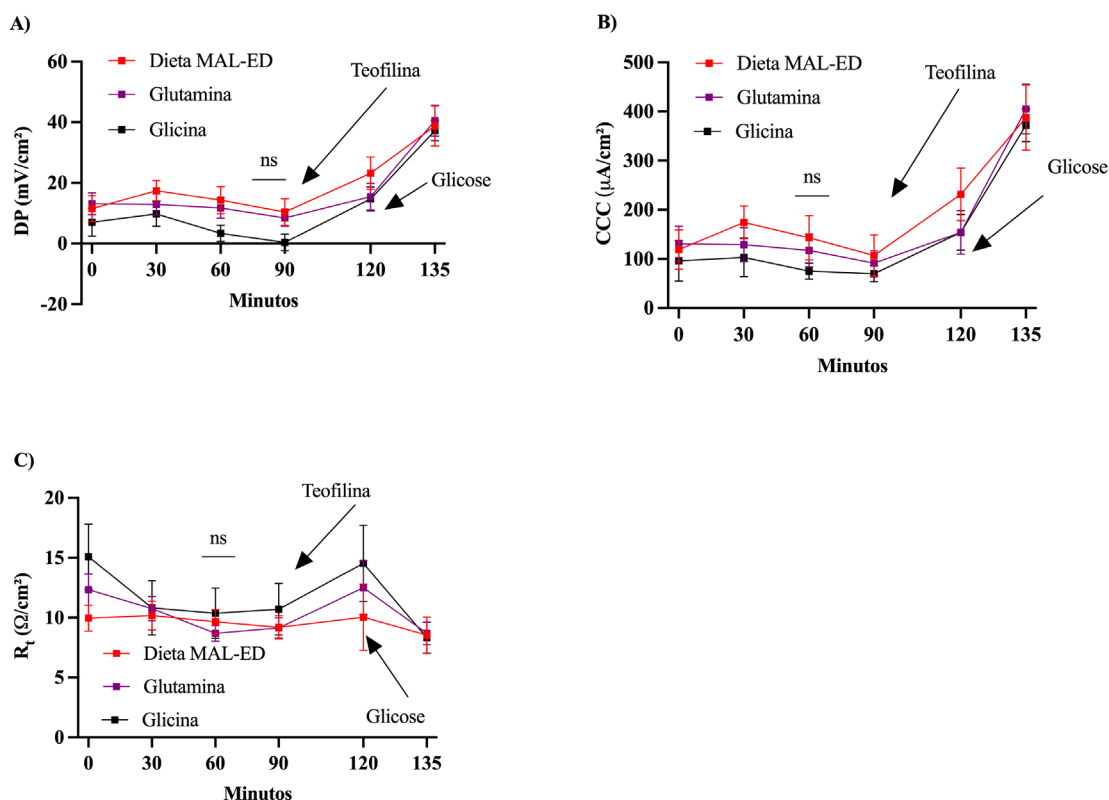 A)
DP (mV/cm²)
60
40
20
0
-20
Dieta MAL-ED
Glutamina
Glicina
Teofilina
ns
Glicose
0 30 60 90 120 135
Minutos
B)
CCC (μA/cm²)
500
400
300
200
100
0
Dieta MAL-ED
Glutamina
Glicina
Teofilina
ns
Glicose
0 30 60 90 120 135
Minutos
C)
Rt (Ω/cm²)
20
15
10
5
0
Teofilina
ns
Dieta MAL-ED
Glutamina
Glicina
Glicose
0 30 60 90 120 135
Minutos